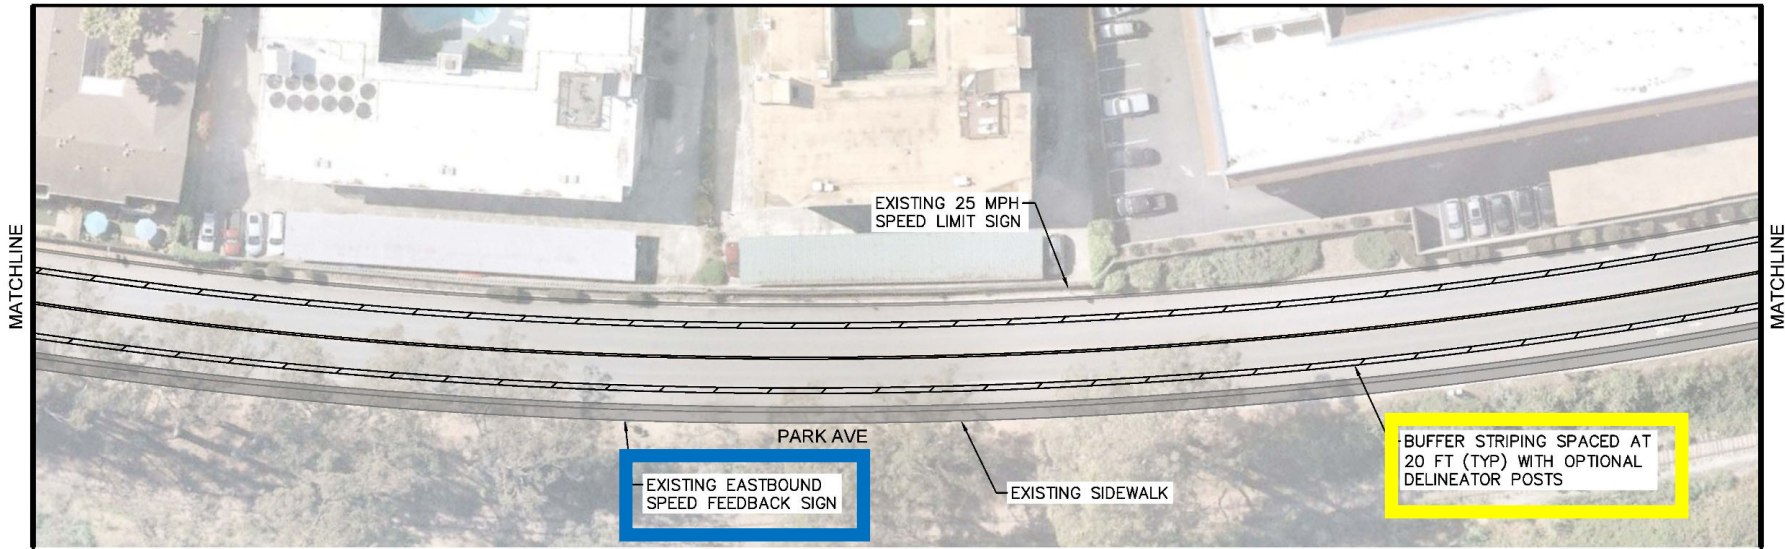 EXISTING 25 MPH
SPEED LIMIT SIGN
MATCHLINE
MATCHLINE
PARK AVE
EXISTING EASTBOUND
SPEED FEEDBACK SIGN
EXISTING SIDEWALK
BUFFER STRIPING SPACED AT
20 FT (TYP) WITH OPTIONAL
DELINEATOR POSTS